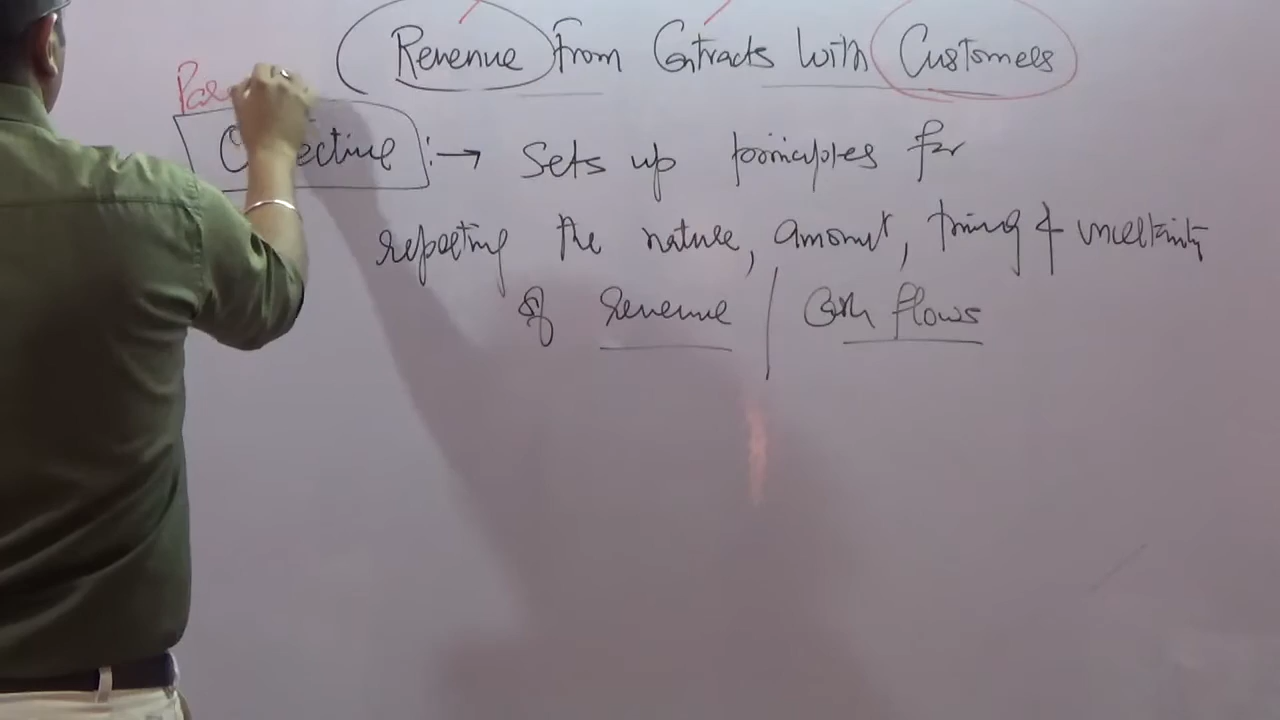 Revenue From Contracts With Customers
Objective :→ Sets up principles for
reporting the nature, amount, timing & uncertainty
of revenue / Cash flows